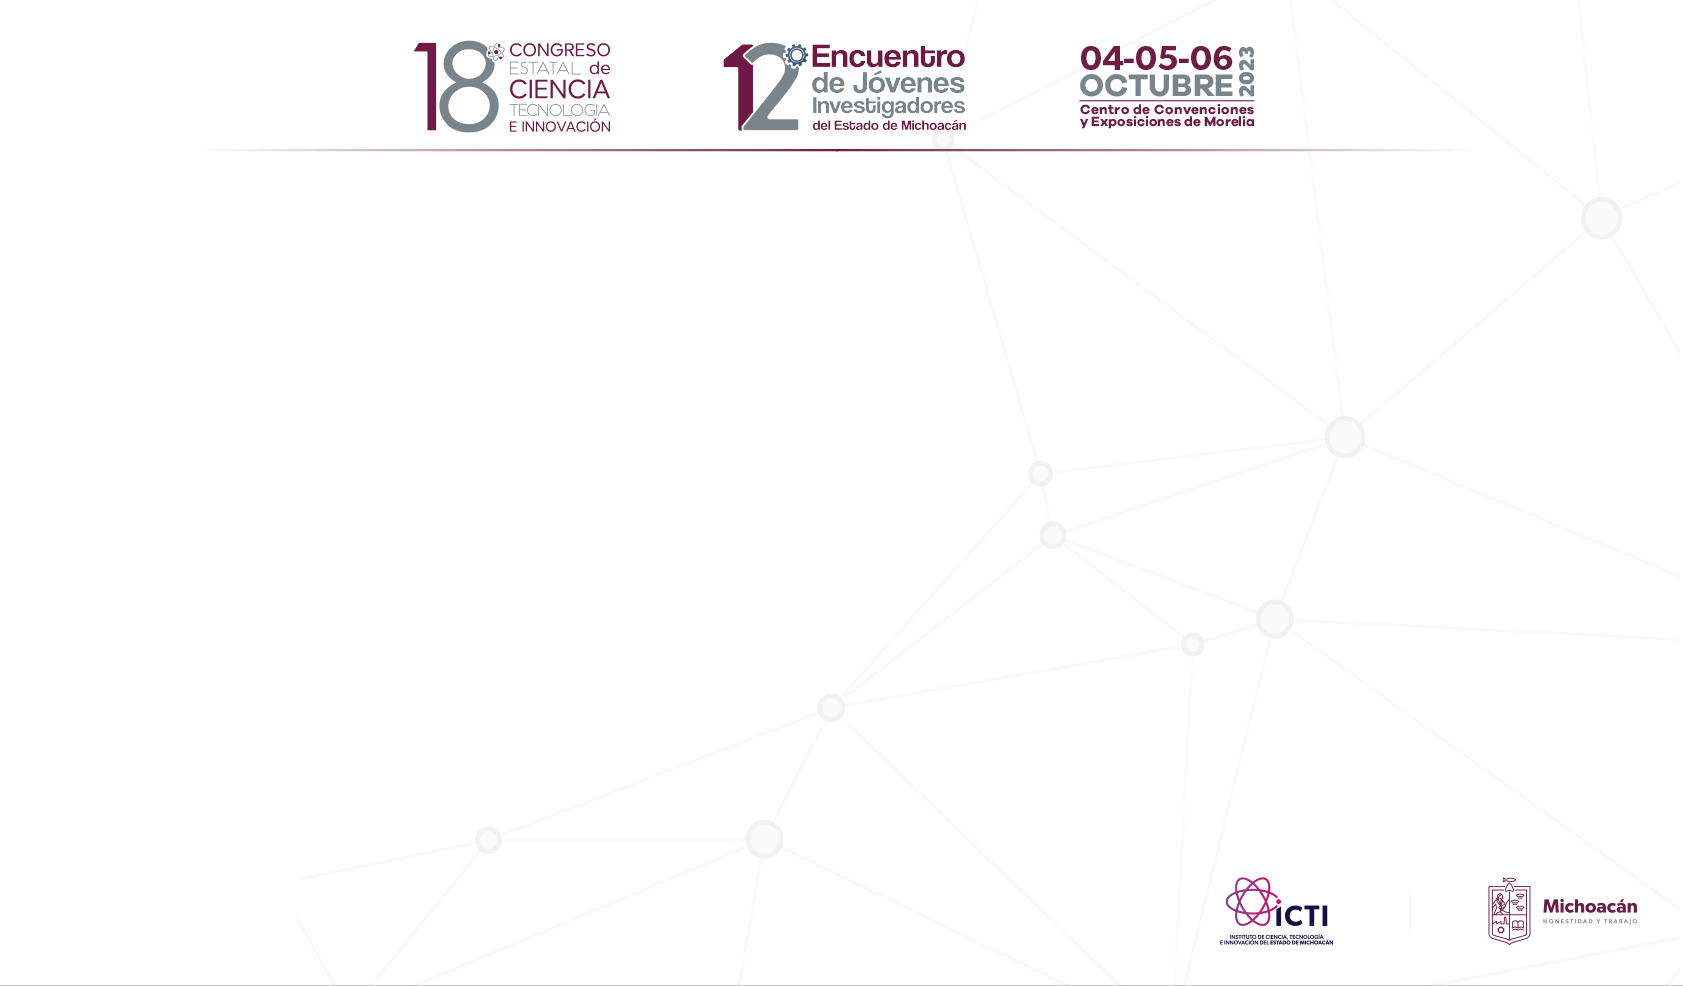 18° CONGRESO
ESTATAL de
CIENCIA
TECNOLOGIA
E INNOVACIÓN
12° Encuentro
de Jóvenes
Investigadores
del Estado de Michoacán
04-05-06
OCTUBRE
2023
Centro de Convenciones
y Exposiciones de Morelia
iCTI
INSTITUTO DE CIENCIA, TECNOLOGÍA
E INNOVACIÓN DEL ESTADO DE MICHOACÁN
Michoacán
HONESTIDAD Y TRABAJO